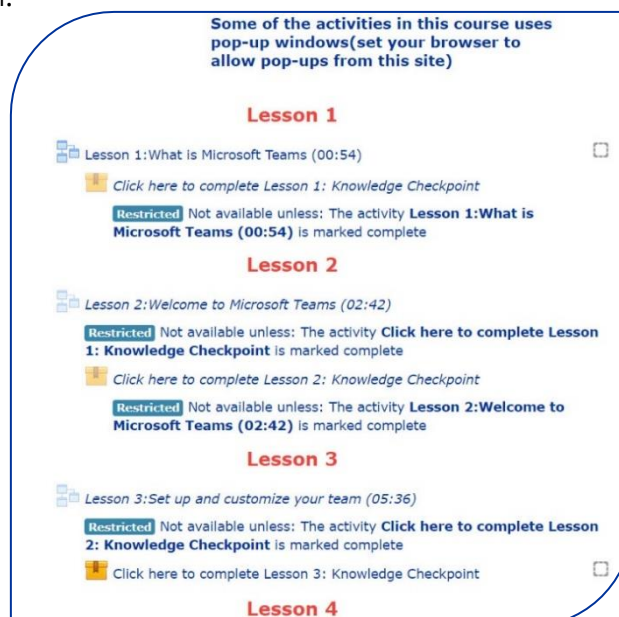 Some of the activities in this course uses
pop-up windows(set your browser to
allow pop-ups from this site)
Lesson 1
Lesson 1:What is Microsoft Teams (00:54)
Click here to complete Lesson 1: Knowledge Checkpoint
Restricted Not available unless: The activity Lesson 1:What is
Microsoft Teams (00:54) is marked complete
Lesson 2
Lesson 2:Welcome to Microsoft Teams (02:42)
Restricted Not available unless: The activity Click here to complete Lesson
1: Knowledge Checkpoint is marked complete
Click here to complete Lesson 2: Knowledge Checkpoint
Restricted Not available unless: The activity Lesson 2:Welcome to
Microsoft Teams (02:42) is marked complete
Lesson 3
Lesson 3:Set up and customize your team (05:36)
Restricted Not available unless: The activity Click here to complete Lesson
2: Knowledge Checkpoint is marked complete
Click here to complete Lesson 3: Knowledge Checkpoint
Lesson 4